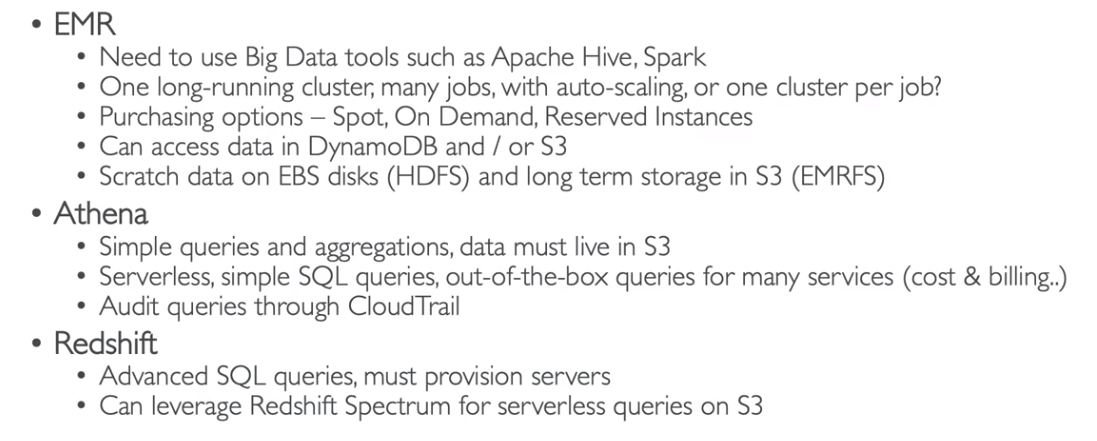 • EMR
• Need to use Big Data tools such as Apache Hive, Spark
• One long-running cluster, many jobs, with auto-scaling, or one cluster per job?
• Purchasing options – Spot, On Demand, Reserved Instances
• Can access data in DynamoDB and / or S3
• Scratch data on EBS disks (HDFS) and long term storage in S3 (EMRFS)
• Athena
• Simple queries and aggregations, data must live in S3
• Serverless, simple SQL queries, out-of-the-box queries for many services (cost & billing..)
• Audit queries through CloudTrail
• Redshift
• Advanced SQL queries, must provision servers
• Can leverage Redshift Spectrum for serverless queries on S3